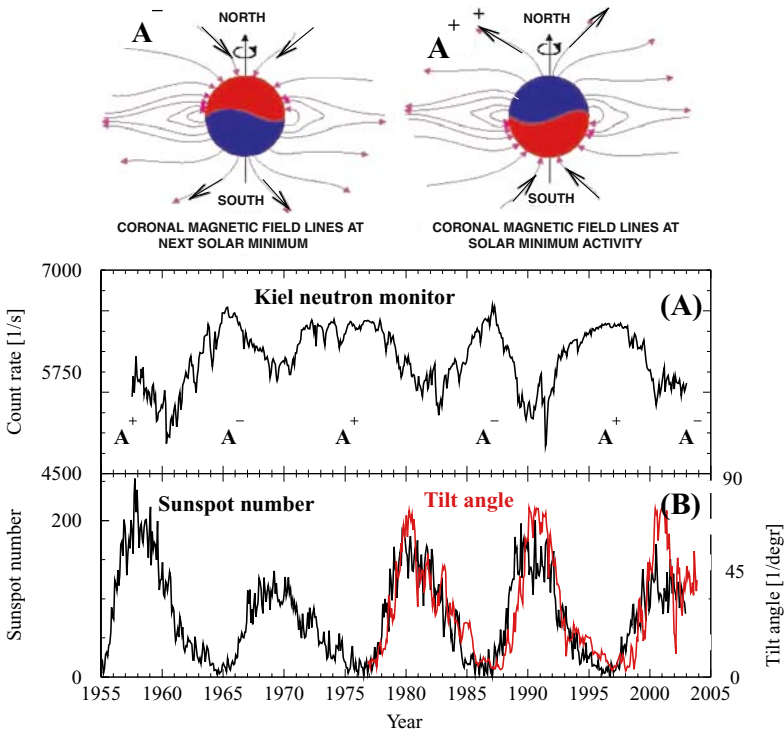 A−
NORTH
SOUTH
CORONAL MAGNETIC FIELD LINES AT
NEXT SOLAR MINIMUM
A+ +
NORTH
SOUTH
CORONAL MAGNETIC FIELD LINES AT
SOLAR MINIMUM ACTIVITY
7000
5750
4500
Count rate [1/s]
Kiel neutron monitor
(A)
A+ A− A+ A− A+ A−
200
0
Sunspot number
Sunspot number
Tilt angle
(B)
90
45
0
Tilt angle [1/degr]
1955 1960 1965 1970 1975 1980 1985 1990 1995 2000 2005
Year